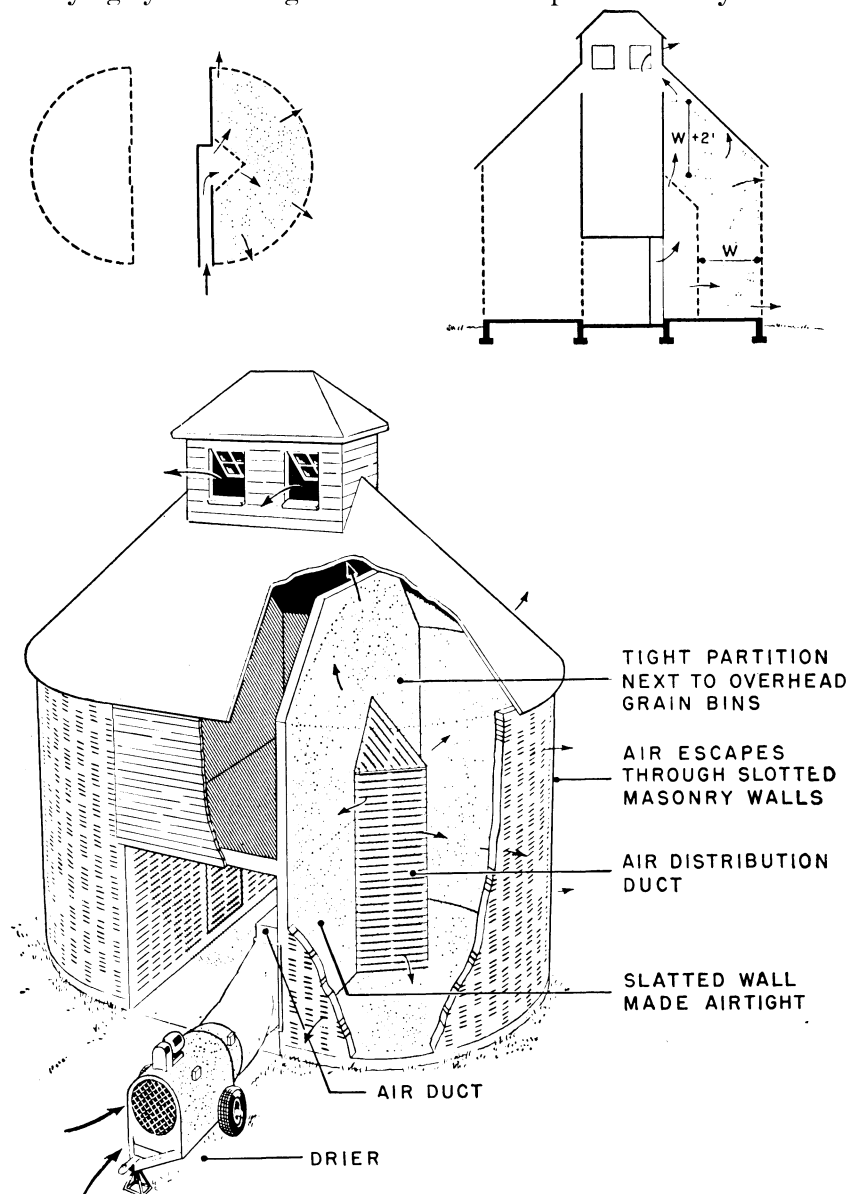 W +2'
W
TIGHT PARTITION
NEXT TO OVERHEAD
GRAIN BINS
AIR ESCAPES
THROUGH SLOTTED
MASONRY WALLS
AIR DISTRIBUTION
DUCT
SLATTED WALL
MADE AIRTIGHT
AIR DUCT
DRIER